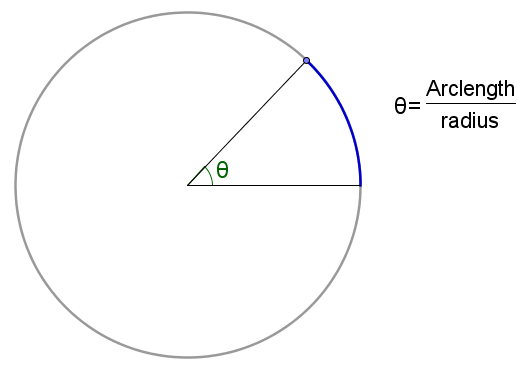 θ
θ= Arclength
radius